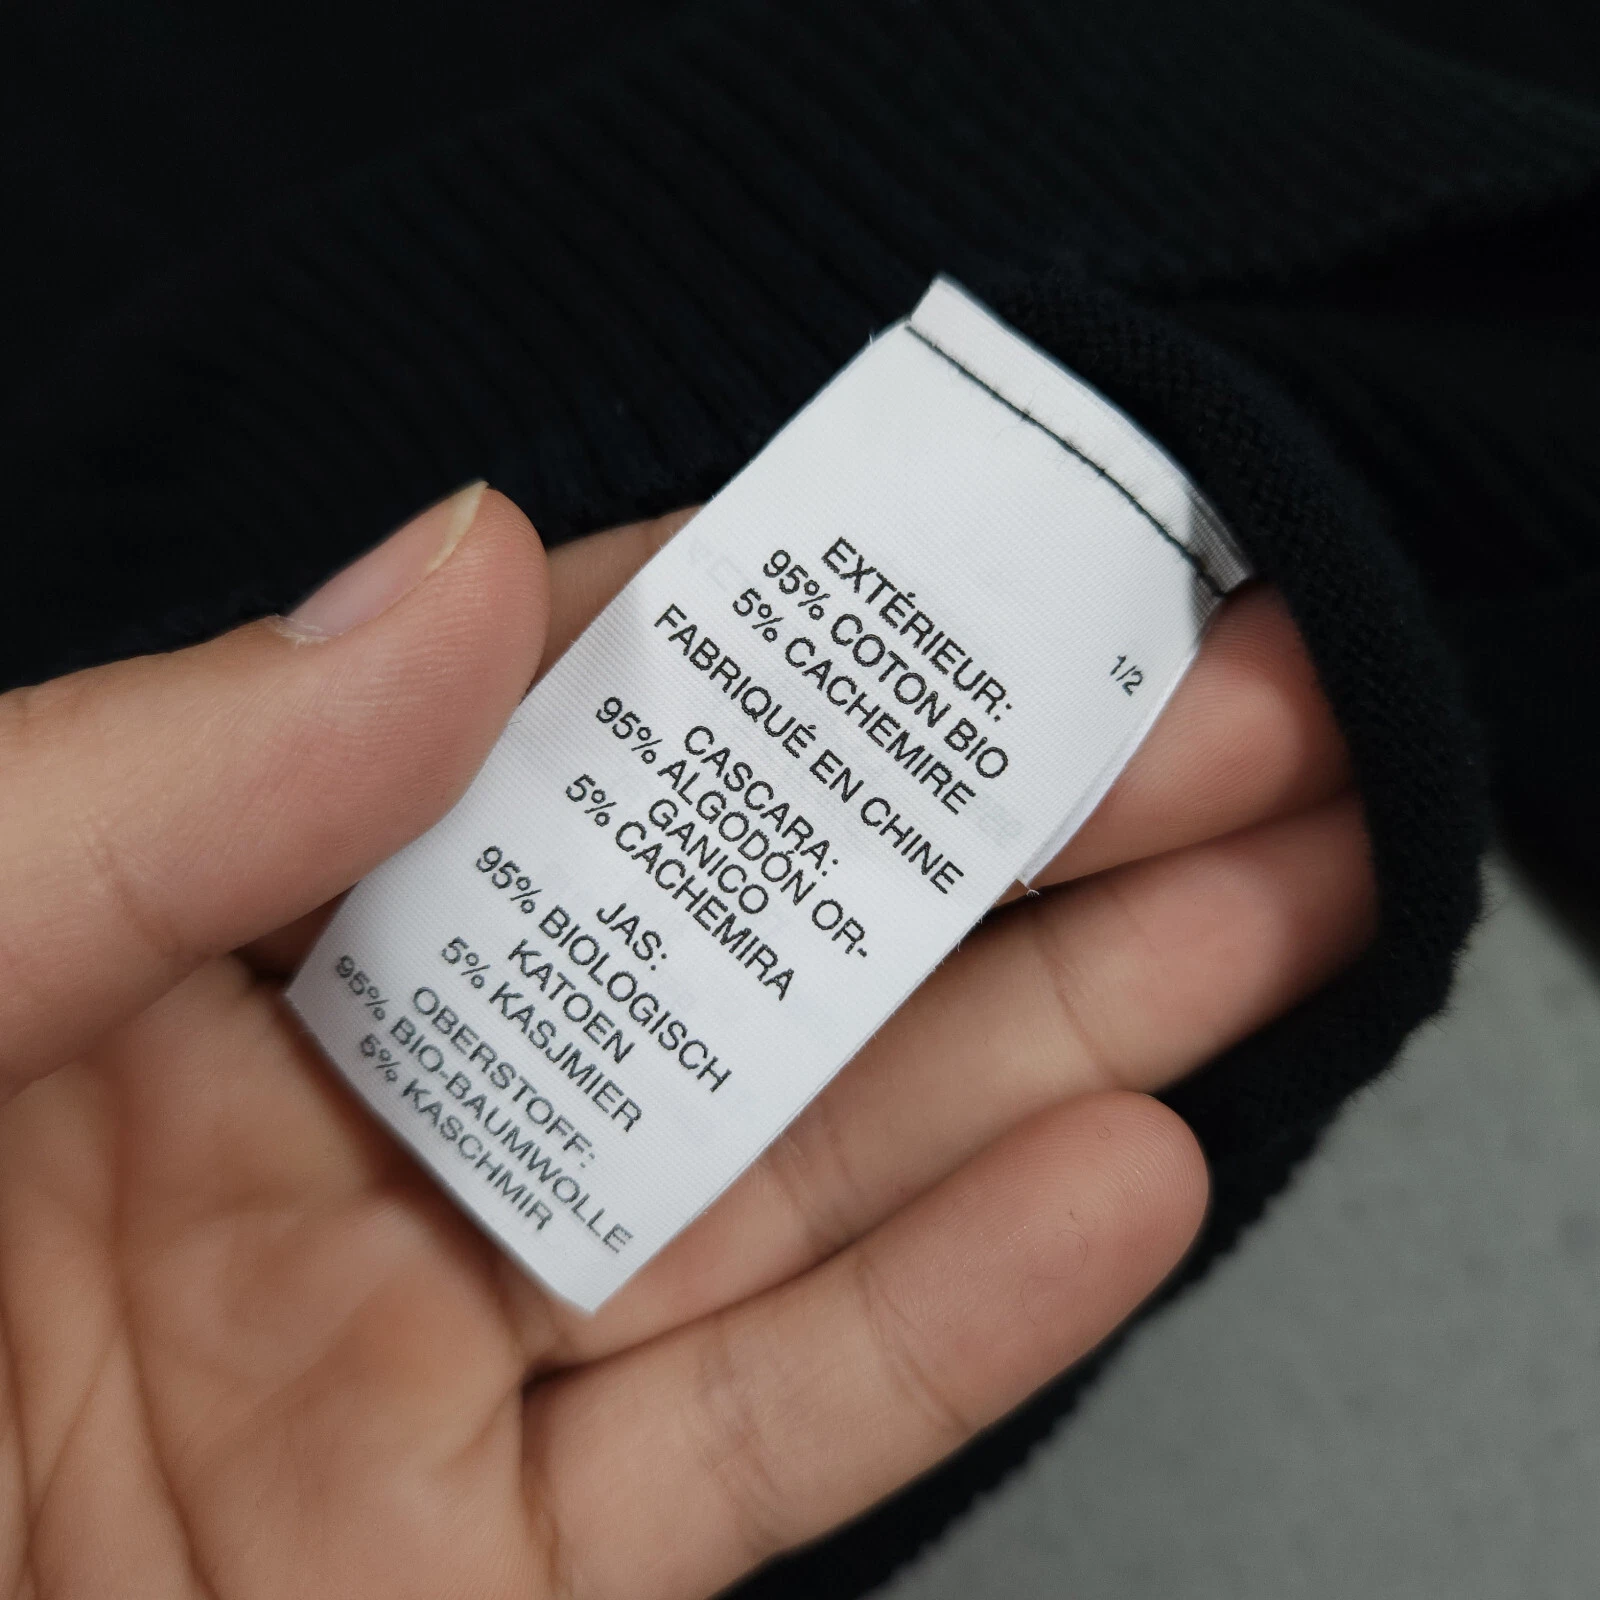 1/2
EXTÉRIEUR:
95% COTON BIO
5% CACHEMIRE
FABRIQUÉ EN CHINE
CASCARA:
95% ALGODÓN OR-
GANICO
5% CACHEMIRA
JAS:
95% BIOLOGISCH
KATOEN
5% KASJMIER
OBERSTOFF:
95% BIO-BAUMWOLLE
5% KASCHMIR